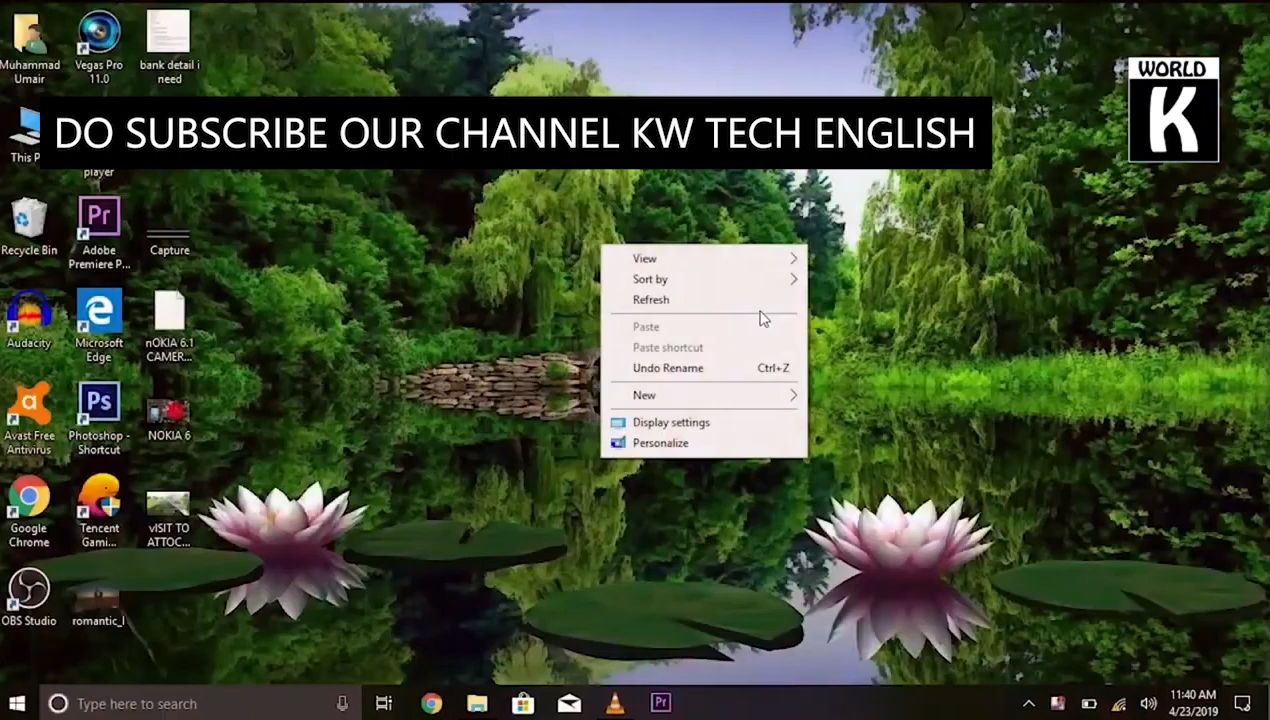 Muhammad
Umair
Vegas Pro
11.0
bank detail i
need
WORLD
K
DO SUBSCRIBE OUR CHANNEL KW TECH ENGLISH
This P
player
Recycle Bin
Pr
Adobe
Premiere P...
Capture
View
Sort by
Refresh
Paste
Paste shortcut
Undo Rename Ctrl+Z
New
Display settings
Personalize
Audacity
Microsoft
Edge
nOKIA 6.1
CAMER...
Avast Free
Antivirus
Ps
Photoshop -
Shortcut
NOKIA 6
Google
Chrome
Tencent
Gami...
vISIT TO
ATTOC...
OBS Studio
romantic_l
Type here to search
Pr
11:40 AM
4/23/2019